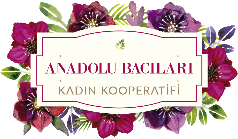 ANADOLU BACILARI
KADIN KOOPERATİFİ